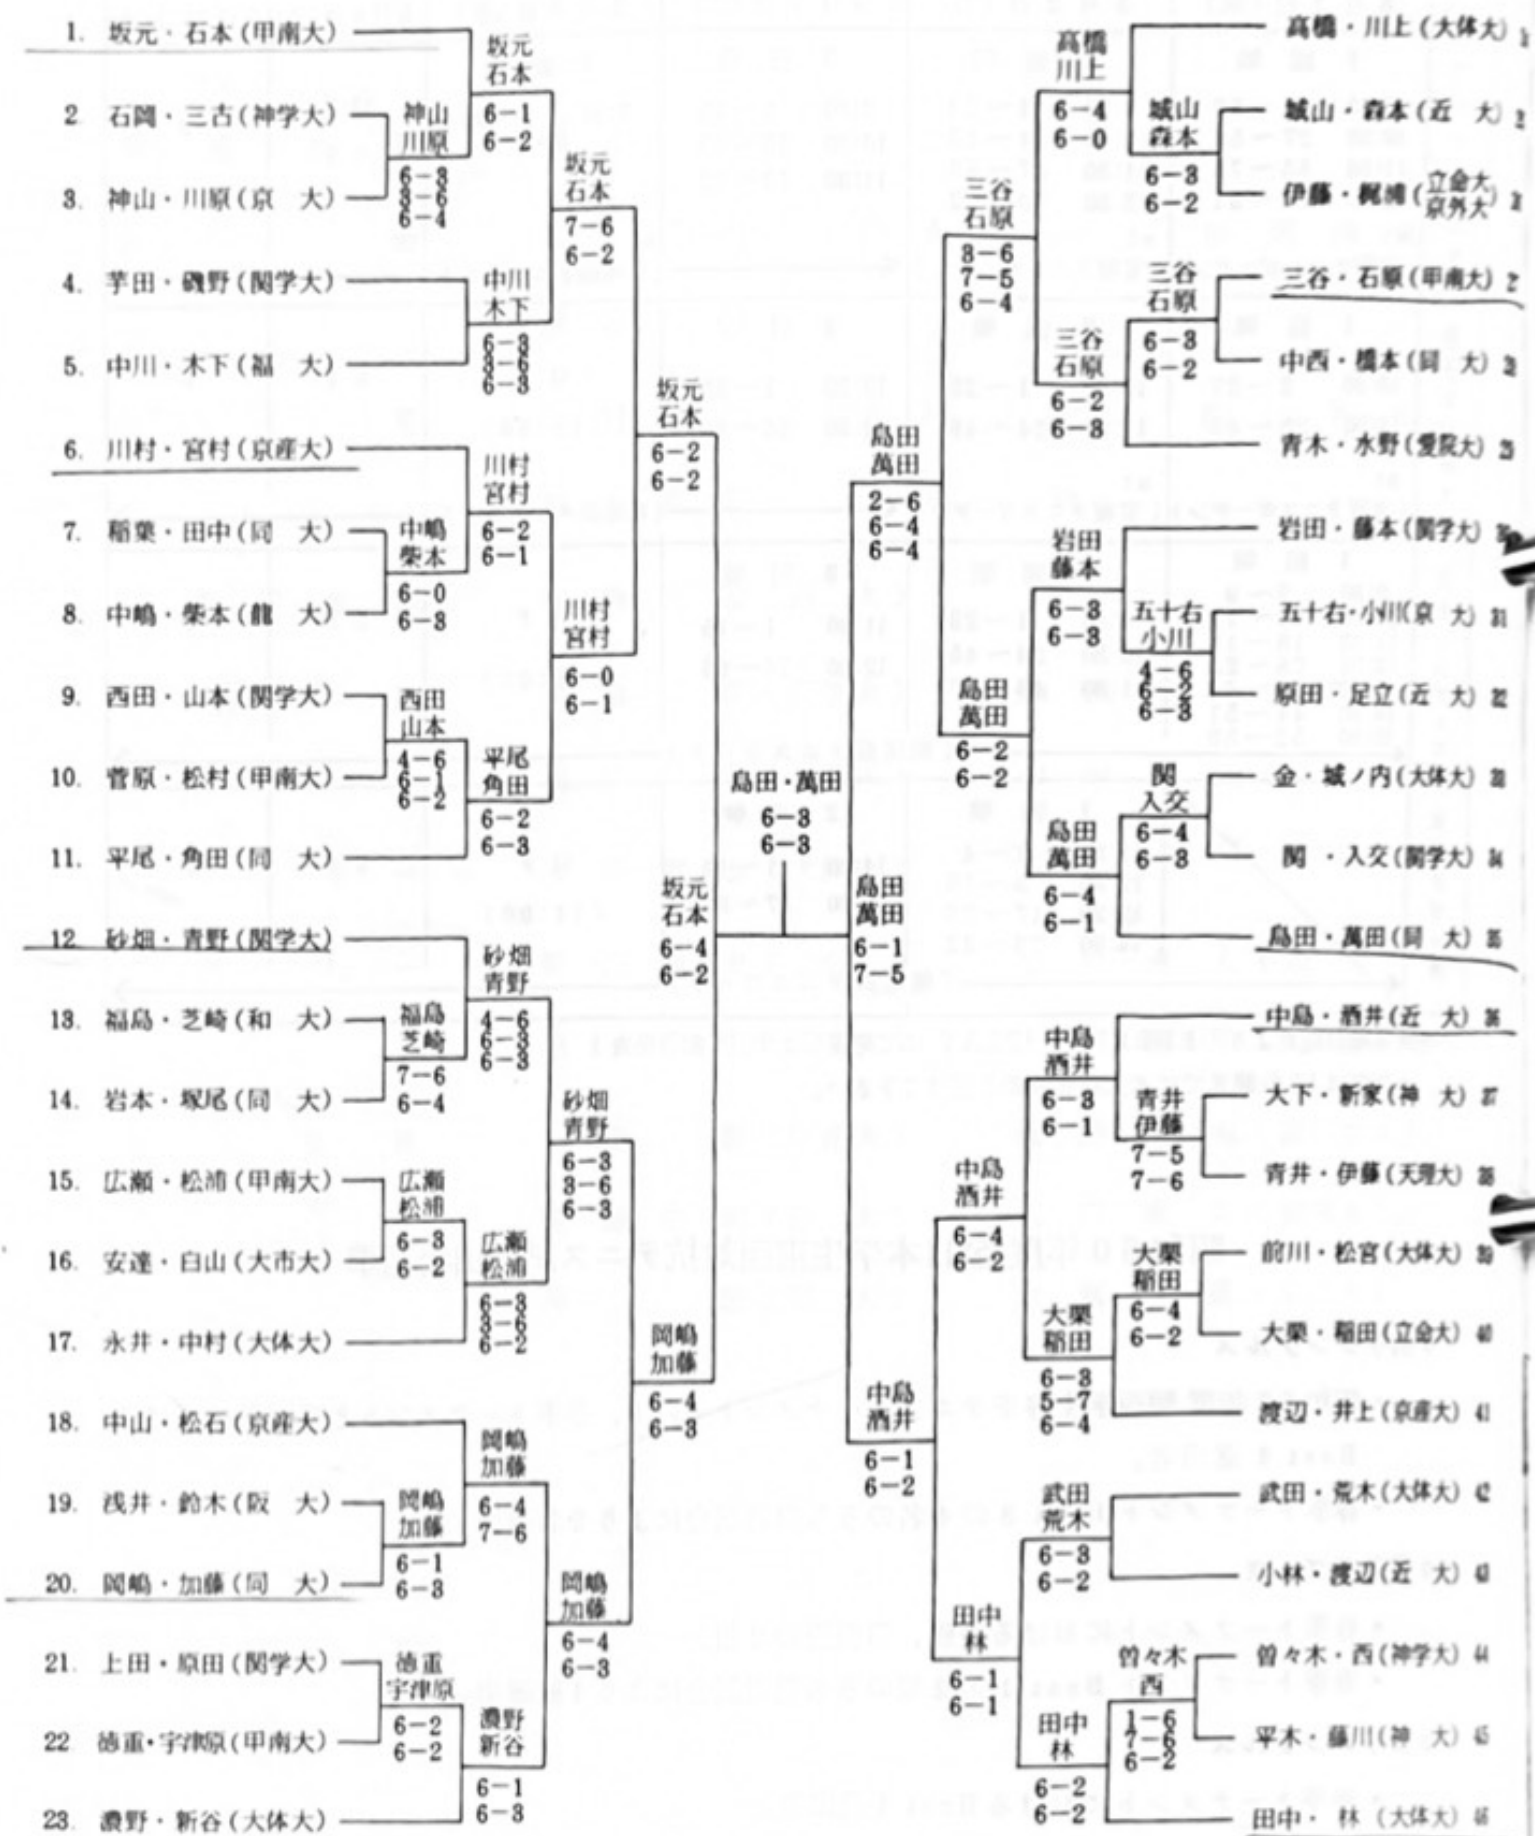 1. 坂元・石本(甲南大)
2 石岡・三古(神学大)
3. 神山・川原(京 大)
4. 芋田・磯野(関学大)
5. 中川・木下(福 大)
6. 川村・宮村(京産大)
7. 稲葉・田中(同 大)
8. 中嶋・柴本(龍 大)
9. 西田・山本(関学大)
10. 菅原・松村(甲南大)
11. 平尾・角田(同 大)
12. 砂畑・青野(関学大)
13. 福島・芝崎(和 大)
14. 岩本・塚尾(同 大)
15. 広瀬・松浦(甲南大)
16. 安達・白山(大市大)
17. 永井・中村(大体大)
18. 中山・松石(京産大)
19. 浅井・鈴木(阪 大)
20. 岡嶋・加藤(同 大)
21. 上田・原田(関学大)
22. 徳重・宇津原(甲南大)
23. 濃野・新谷(大体大)
神山
川原
6-3
3-6
6-4
中嶋
柴本
6-0
6-3
西田
山本
4-6
6-1
6-2
福島
芝崎
7-6
6-4
広瀬
松浦
6-3
6-2
岡嶋
加藤
6-1
6-3
徳重
宇津原
6-2
6-2
坂元
石本
6-1
6-2
中川
木下
6-3
3-6
6-3
川村
宮村
6-2
6-1
平尾
角田
6-2
6-3
砂畑
青野
4-6
6-3
6-3
広瀬
松浦
6-3
3-6
6-2
岡嶋
加藤
6-4
7-6
濃野
新谷
6-1
6-3
坂元
石本
7-6
6-2
川村
宮村
6-0
6-1
砂畑
青野
6-3
3-6
6-3
岡嶋
加藤
6-4
6-3
坂元
石本
6-2
6-2
岡嶋
加藤
6-4
6-3
坂元
石本
6-4
6-2
島田・萬田
6-3
6-3
島田
萬田
6-1
7-5
島田
萬田
2-6
6-4
6-4
中島
酒井
6-1
6-2
三谷
石原
3-6
7-5
6-4
島田
萬田
6-2
6-2
中島
酒井
6-4
6-2
田中
林
6-1
6-1
高橋
川上
6-4
6-0
三谷
石原
6-2
6-3
岩田
藤本
6-3
6-3
島田
萬田
6-4
6-1
中島
酒井
6-3
6-1
大栗
稲田
6-3
5-7
6-4
武田
荒木
6-3
6-2
田中
林
6-2
6-2
城山
森本
6-3
6-2
三谷
石原
6-3
6-2
五十右
小川
4-6
6-2
6-3
関
入交
6-4
6-3
青井
伊藤
7-5
7-6
大栗
稲田
6-4
6-2
曽々木
西
1-6
7-6
6-2
高橋・川上(大体大)
城山・森本(近 大)
伊藤・梶浦(立命大 京外大)
三谷・石原(甲南大)
中西・橋本(同 大)
青木・水野(愛院大)
岩田・藤本(関学大)
五十右・小川(京 大) 31
原田・足立(近 大) 32
金・城ノ内(大体大) 33
関・入交(関学大) 34
島田・萬田(同 大) 35
中島・酒井(近 大) 36
大下・新家(神 大) 37
青井・伊藤(天理大) 38
前川・松宮(大体大) 39
大栗・稲田(立命大) 40
渡辺・井上(京産大) 41
武田・荒木(大体大) 42
小林・渡辺(近 大) 43
曽々木・西(神学大) 44
平木・藤川(神 大) 45
田中・林(大体大) 46